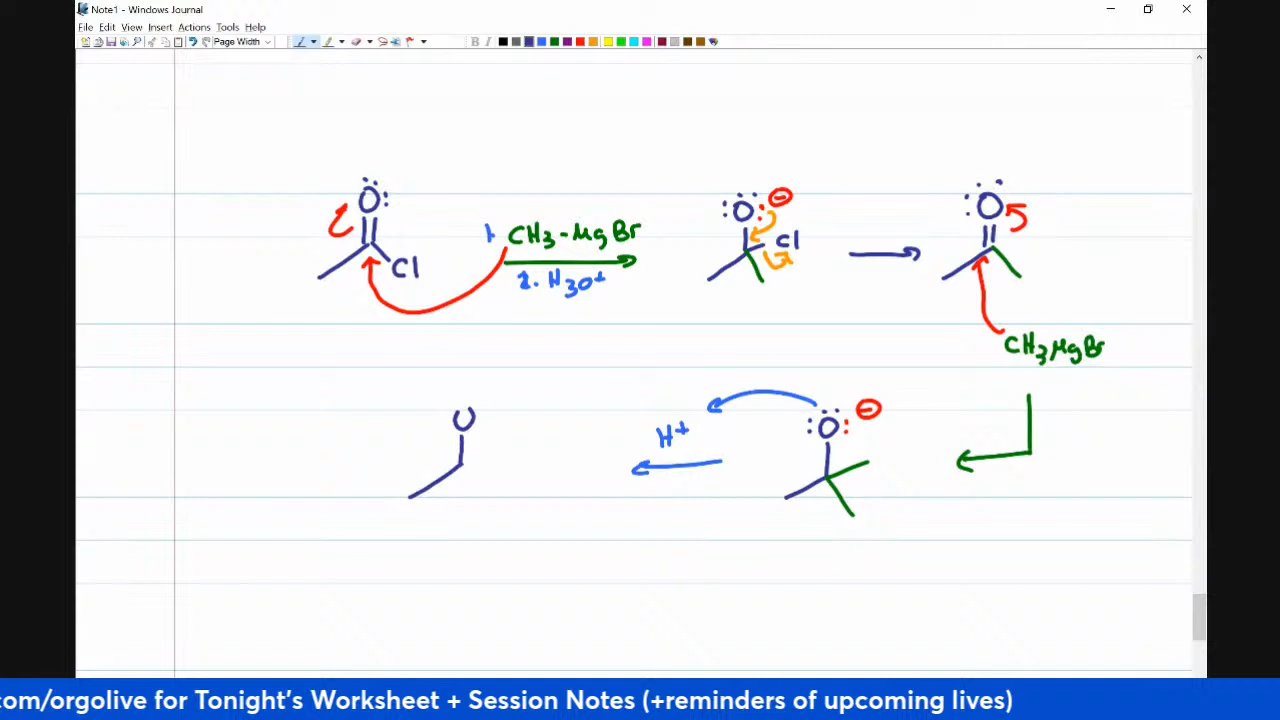 Note1 - Windows Journal
File Edit View Insert Actions Tools Help
Page Width
B I
O
Cl
1 CH3-MgBr
2. H3O+
O
Cl
O
CH3MgBr
O
H+
O
com/orgolive for Tonight's Worksheet + Session Notes (+reminders of upcoming lives)